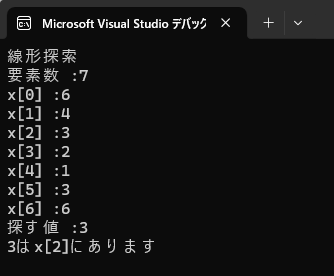 Microsoft Visual Studio デバック
線形探索
要素数 :7
x[0] :6
x[1] :4
x[2] :3
x[3] :2
x[4] :1
x[5] :3
x[6] :6
探す値 :3
3はx[2]にあります